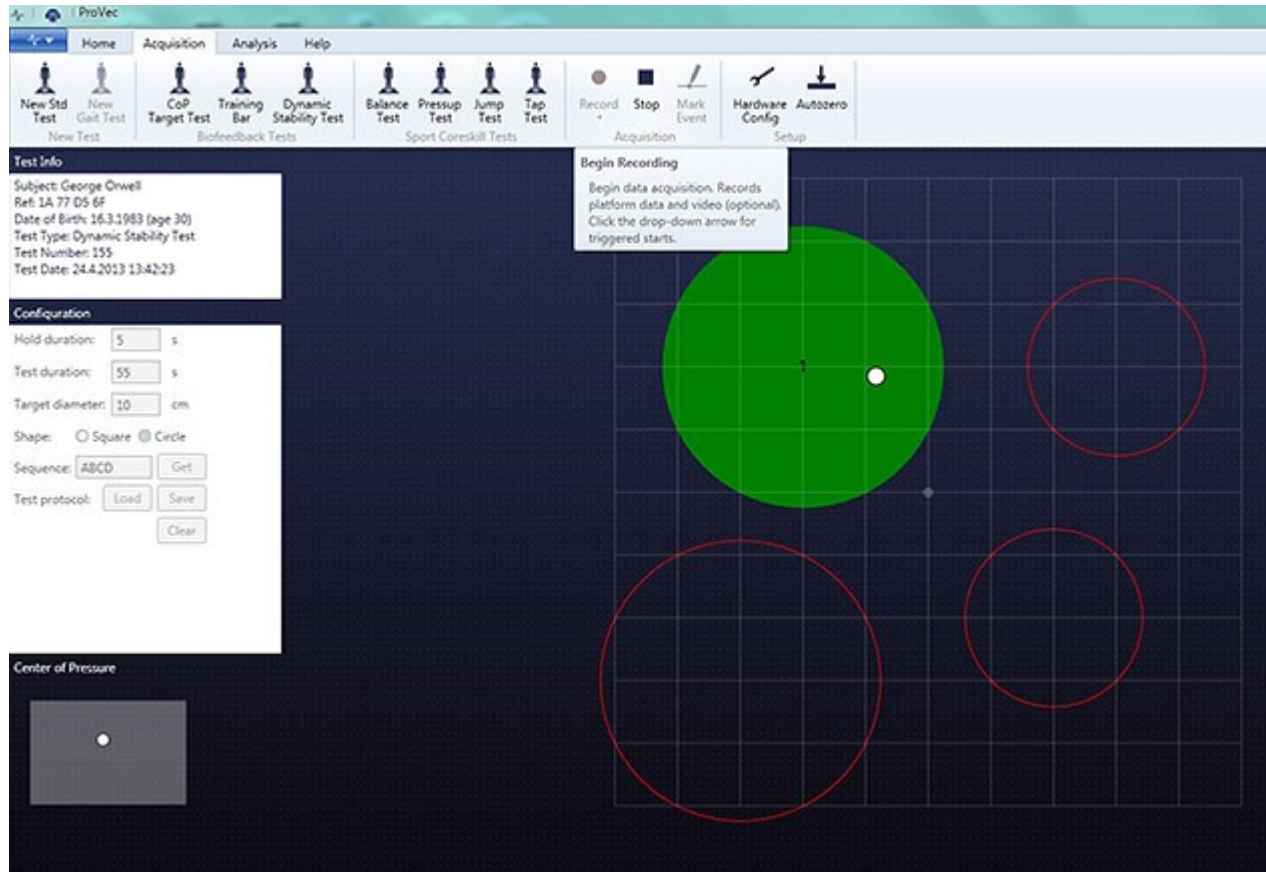 ProVec
Home Acquisition Analysis Help
New Std Test
New Gait Test
CoP Target Test
Training Bar
Dynamic Stability Test
Balance Test
Pressup Test
Jump Test
Tap Test
Record
Stop
Mark Event
Hardware Config
Autozero
New Test
Biofeedback Tests
Sport Coreskill Tests
Acquisition
Setup
Begin Recording
Begin data acquisition. Records
platform data and video (optional).
Click the drop-down arrow for
triggered starts.
Test Info
Subject: George Orwell
Ref: 1A 77 D5 6F
Date of Birth: 16.3.1983 (age 30)
Test Type: Dynamic Stability Test
Test Number: 155
Test Date: 24.4.2013 13:42:23
Configuration
Hold duration: 5 s
Test duration: 55 s
Target diameter: 10 cm
Shape: Square Circle
Sequence: ABCD Get
Test protocol: Load Save
Clear
Center of Pressure
1